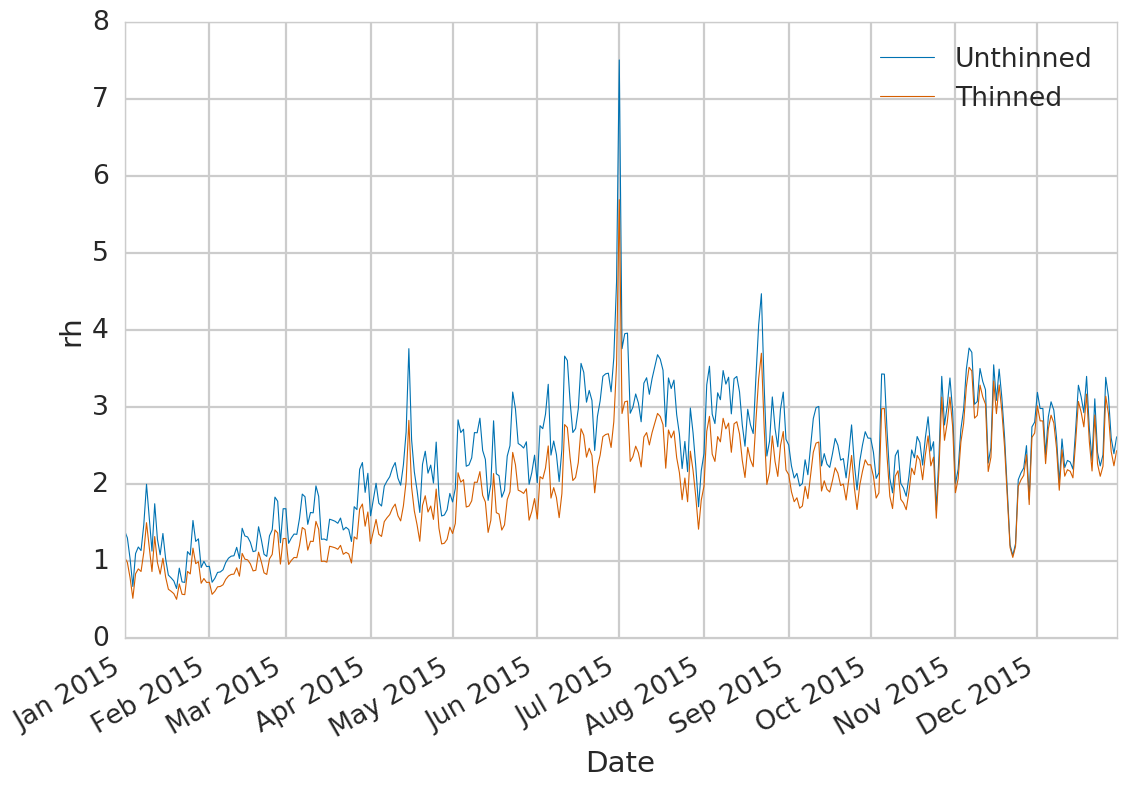 8
7
6
5
4
3
2
1
0
rh
Unthinned
Thinned
Jan 2015
Feb 2015
Mar 2015
Apr 2015
May 2015
Jun 2015
Jul 2015
Aug 2015
Sep 2015
Oct 2015
Nov 2015
Dec 2015
Date